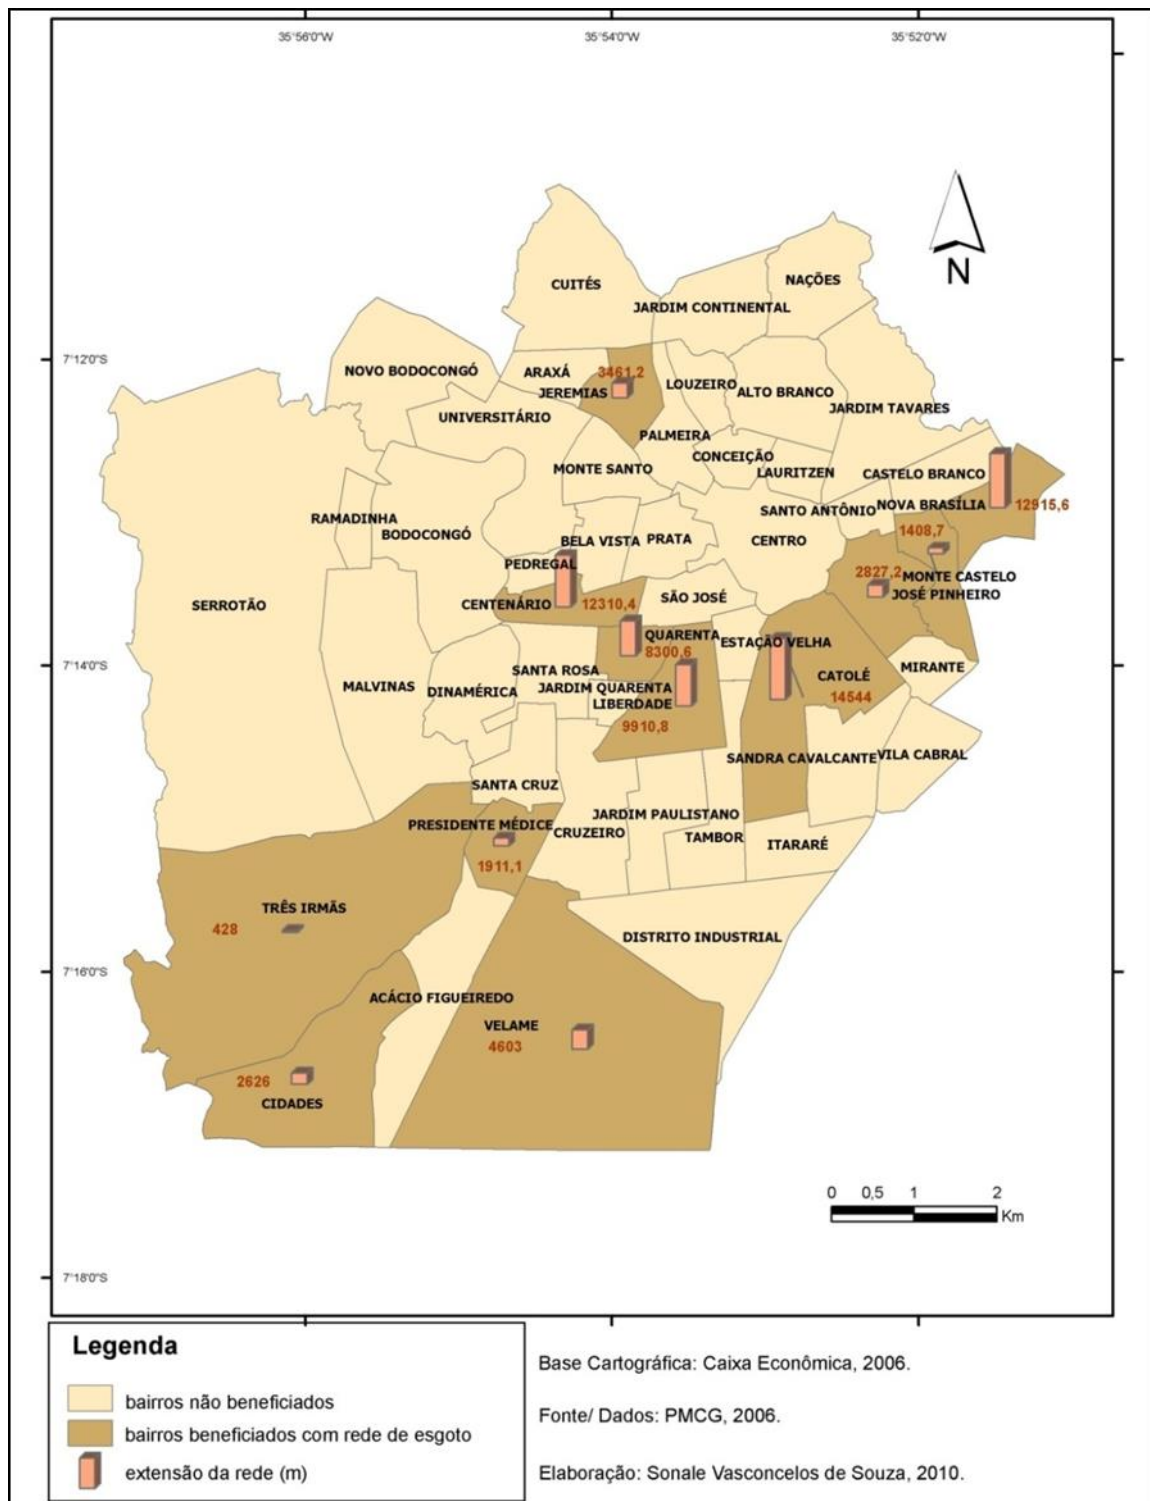 35°56'0"W
35°54'0"W
35°52'0"W
N
CUITÉS
NAÇÕES
JARDIM CONTINENTAL
7°12'0"S
NOVO BODOCONGÓ
ARAXÁ
3461,2
JEREMIAS
LOUZEIRO
ALTO BRANCO
JARDIM TAVARES
UNIVERSITÁRIO
PALMEIRA
CONCEIÇÃO
MONTE SANTO
LAURITZEN
CASTELO BRANCO
NOVA BRASÍLIA
12915,6
SANTO ANTÔNIO
RAMADINHA
BODOCONGÓ
BELA VISTA
PRATA
CENTRO
1408,7
PEDREGAL
2827,2
MONTE CASTELO
JOSÉ PINHEIRO
SERROTÃO
CENTENÁRIO
12310,4
SÃO JOSÉ
QUARENTA
ESTAÇÃO VELHA
8300,6
7°14'0"S
SANTA ROSA
MIRANTE
CATOLÉ
14544
MALVINAS
DINAMÉRICA
JARDIM QUARENTA
LIBERDADE
9910,8
SANDRA CAVALCANTE
VILA CABRAL
SANTA CRUZ
JARDIM PAULISTANO
PRESIDENTE MÉDICE
CRUZEIRO
TAMBOR
ITARARÉ
1911,1
TRÊS IRMÃS
428
DISTRITO INDUSTRIAL
7°16'0"S
ACÁCIO FIGUEIREDO
VELAME
4603
2626
CIDADES
0 0,5 1 2
Km
7°18'0"S
Legenda
bairros não beneficiados
bairros beneficiados com rede de esgoto
extensão da rede (m)
Base Cartográfica: Caixa Econômica, 2006.
Fonte/ Dados: PMCG, 2006.
Elaboração: Sonale Vasconcelos de Souza, 2010.